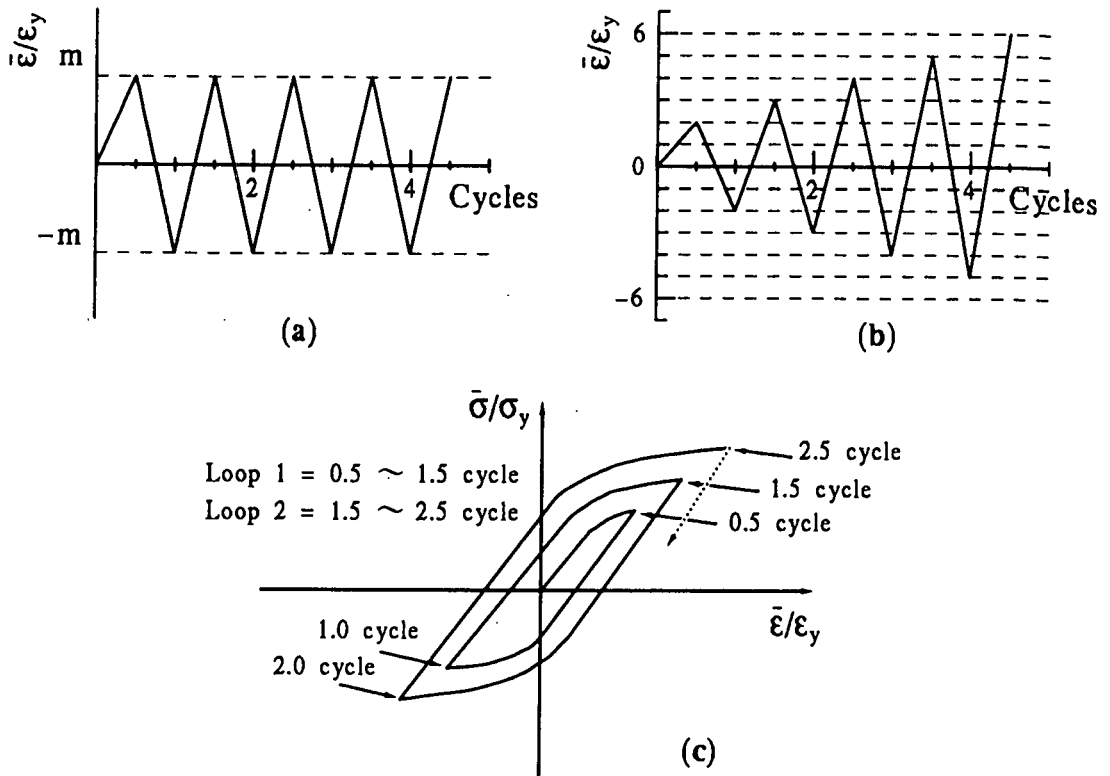 ε̄/εy
m
-m
2
4
Cycles
(a)
ε̄/εy
6
0
-6
2
4
Cycles
(b)
σ̄/σy
Loop 1 = 0.5 ~ 1.5 cycle
Loop 2 = 1.5 ~ 2.5 cycle
2.5 cycle
1.5 cycle
0.5 cycle
ε̄/εy
1.0 cycle
2.0 cycle
(c)